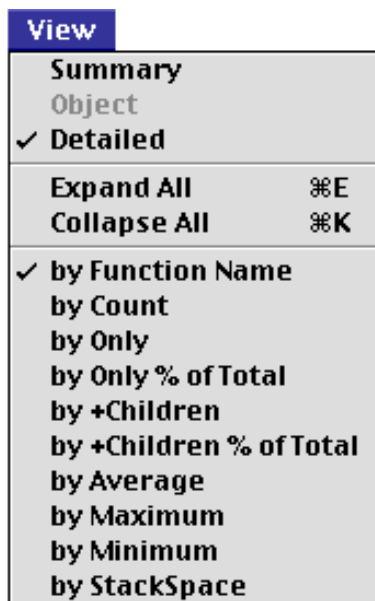 View
Summary
Object
✓ Detailed
Expand All ⌘E
Collapse All ⌘K
✓ by Function Name
by Count
by Only
by Only % of Total
by +Children
by +Children % of Total
by Average
by Maximum
by Minimum
by StackSpace